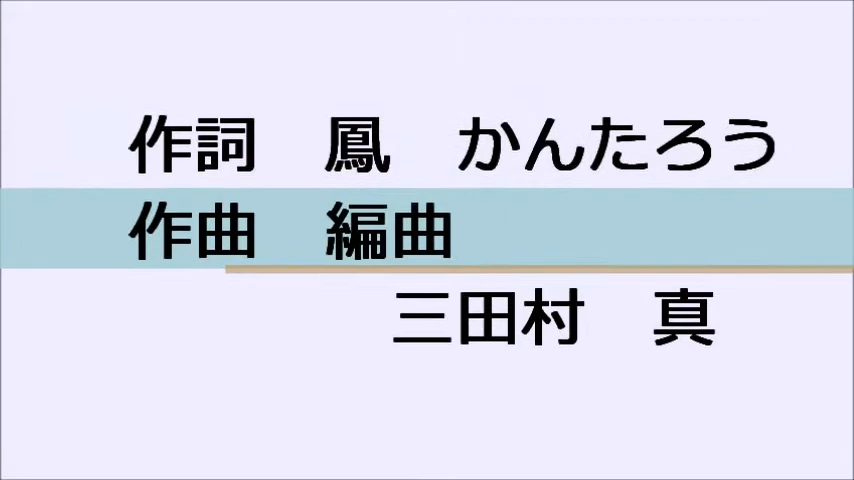 作詞　鳳　かんたろう
作曲　編曲
三田村　真